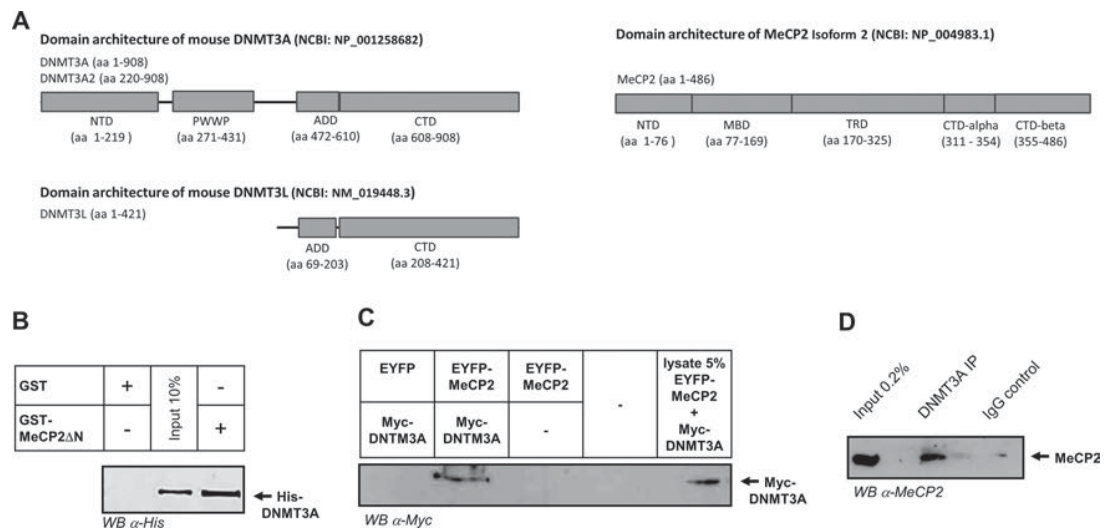 A
Domain architecture of mouse DNMT3A (NCBI: NP_001258682)
DNMT3A (aa 1-908)
DNMT3A2 (aa 220-908)
NTD
(aa 1-219 )
PWWP
(aa 271-431)
ADD
(aa 472-610)
CTD
(aa 608-908)
Domain architecture of MeCP2 Isoform 2 (NCBI: NP_004983.1)
MeCP2 (aa 1-486)
NTD
(aa 1-76 )
MBD
(aa 77-169)
TRD
(aa 170-325)
CTD-alpha
(311 - 354)
CTD-beta
(355-486)
Domain architecture of mouse DNMT3L (NCBI: NM_019448.3)
DNMT3L (aa 1-421)
ADD
(aa 69-203)
CTD
(aa 208-421)
B
GST
+
Input 10%
-
GST-
MeCP2ΔN
-
+
His-
DNMT3A
WB α-His
C
EYFP
EYFP-
MeCP2
EYFP-
MeCP2
-
lysate 5%
EYFP-
MeCP2
+
Myc-
DNMT3A
Myc-
DNTM3A
Myc-
DNTM3A
-
Myc-
DNMT3A
WB α-Myc
D
Input 0.2%
DNMT3A IP
IgG control
MeCP2
WB α-MeCP2